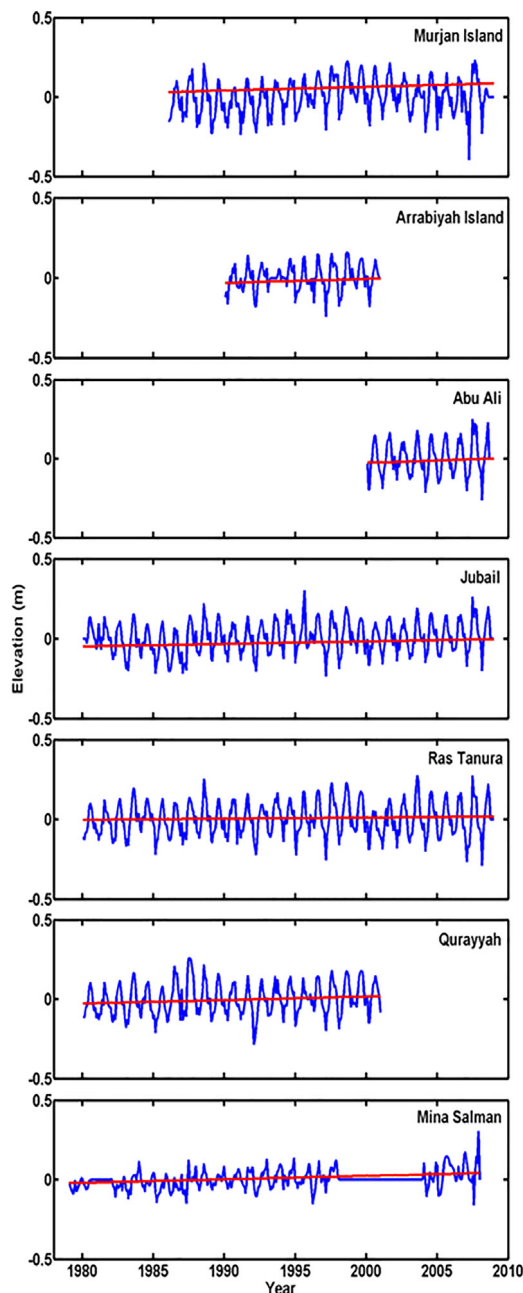 0.5
Murjan Island
0
-0.5
0.5
Arrabiyah Island
0
-0.5
0.5
Abu Ali
0
-0.5
0.5
Jubail
0
-0.5
Elevation (m)
0.5
Ras Tanura
0
-0.5
0.5
Qurayyah
0
-0.5
0.5
Mina Salman
0
-0.5
1980 1985 1990 1995 2000 2005 2010
Year